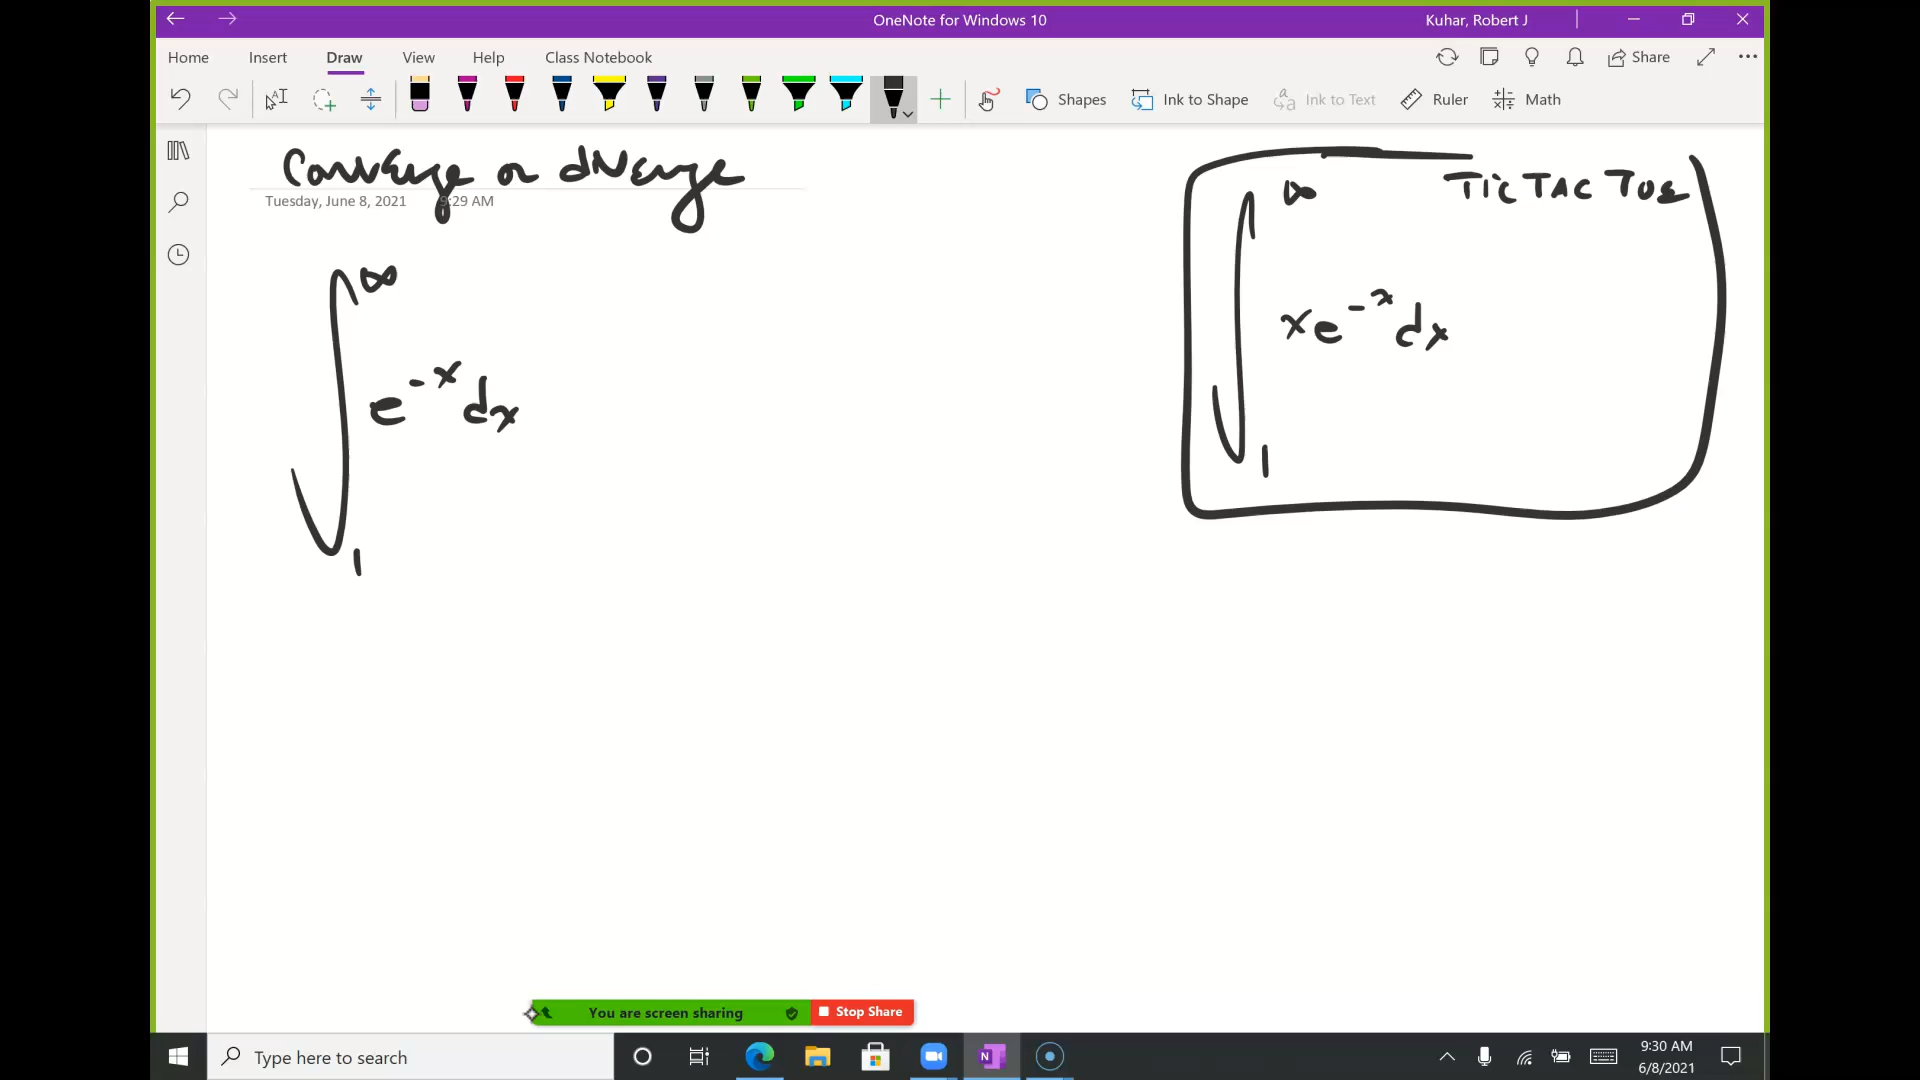 OneNote for Windows 10
Kuhar, Robert J
Home Insert Draw View Help Class Notebook
Share
Shapes Ink to Shape Ink to Text Ruler Math
Converge or diverge
Tuesday, June 8, 2021 9:29 AM
TIC TAC TOE
∫₁^∞ e^{-x} dx
∫₁^∞ x e^{-x} dx
You are screen sharing Stop Share
Type here to search
9:30 AM
6/8/2021